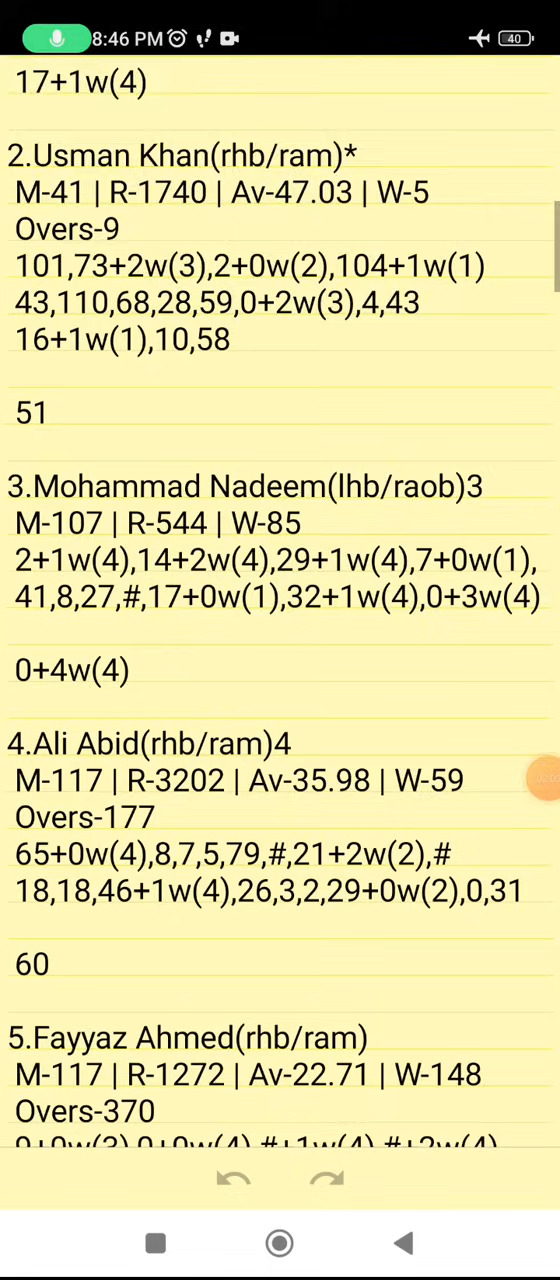 8:46 PM
40
17+1w(4)
2.Usman Khan(rhb/ram)*
M-41 | R-1740 | Av-47.03 | W-5
Overs-9
101,73+2w(3),2+0w(2),104+1w(1)
43,110,68,28,59,0+2w(3),4,43
16+1w(1),10,58
51
3.Mohammad Nadeem(lhb/raob)3
M-107 | R-544 | W-85
2+1w(4),14+2w(4),29+1w(4),7+0w(1),
41,8,27,#,17+0w(1),32+1w(4),0+3w(4)
0+4w(4)
4.Ali Abid(rhb/ram)4
M-117 | R-3202 | Av-35.98 | W-59
Overs-177
65+0w(4),8,7,5,79,#,21+2w(2),#
18,18,46+1w(4),26,3,2,29+0w(2),0,31
60
5.Fayyaz Ahmed(rhb/ram)
M-117 | R-1272 | Av-22.71 | W-148
Overs-370